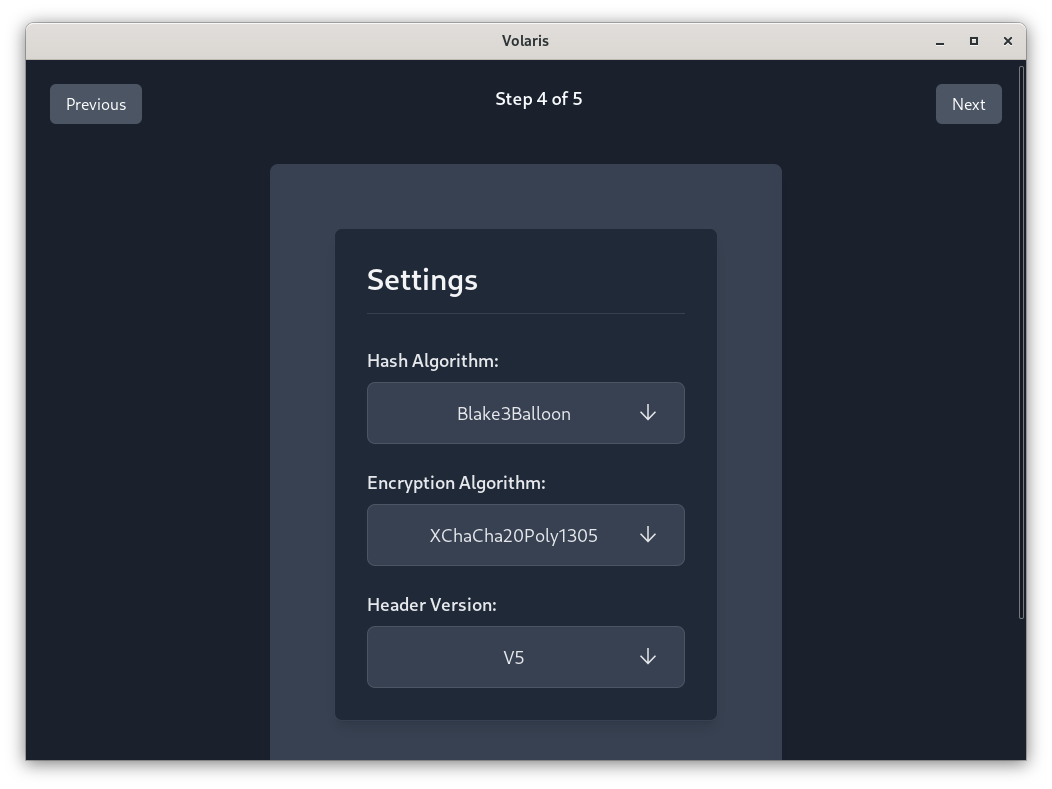 Volaris
Previous
Step 4 of 5
Next
Settings
Hash Algorithm:
Blake3Balloon
Encryption Algorithm:
XChaCha20Poly1305
Header Version:
V5